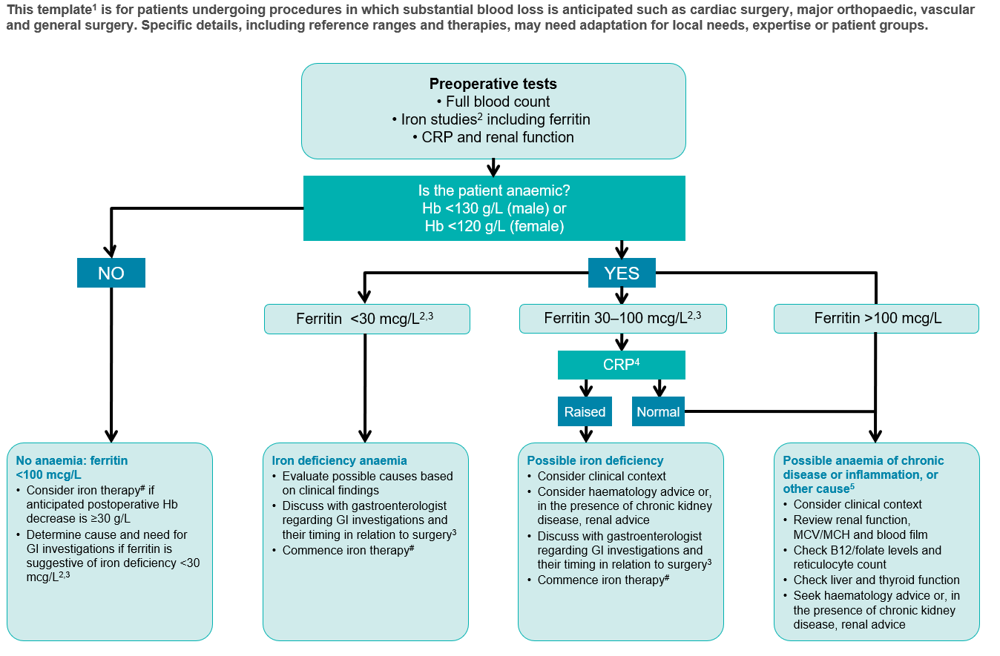 This template¹ is for patients undergoing procedures in which substantial blood loss is anticipated such as cardiac surgery, major orthopaedic, vascular
and general surgery. Specific details, including reference ranges and therapies, may need adaptation for local needs, expertise or patient groups.
Preoperative tests
• Full blood count
• Iron studies² including ferritin
• CRP and renal function
Is the patient anaemic?
Hb <130 g/L (male) or
Hb <120 g/L (female)
NO
YES
Ferritin <30 mcg/L²,³
Ferritin 30–100 mcg/L²,³
Ferritin >100 mcg/L
CRP⁴
Raised
Normal
No anaemia: ferritin
<100 mcg/L
• Consider iron therapy# if
anticipated postoperative Hb
decrease is ≥30 g/L
• Determine cause and need for
GI investigations if ferritin is
suggestive of iron deficiency <30
mcg/L²,³
Iron deficiency anaemia
• Evaluate possible causes based
on clinical findings
• Discuss with gastroenterologist
regarding GI investigations and
their timing in relation to surgery³
• Commence iron therapy#
Possible iron deficiency
• Consider clinical context
• Consider haematology advice or,
in the presence of chronic kidney
disease, renal advice
• Discuss with gastroenterologist
regarding GI investigations and
their timing in relation to surgery³
• Commence iron therapy#
Possible anaemia of chronic
disease or inflammation, or
other cause⁵
• Consider clinical context
• Review renal function,
MCV/MCH and blood film
• Check B12/folate levels and
reticulocyte count
• Check liver and thyroid function
• Seek haematology advice or, in
the presence of chronic kidney
disease, renal advice